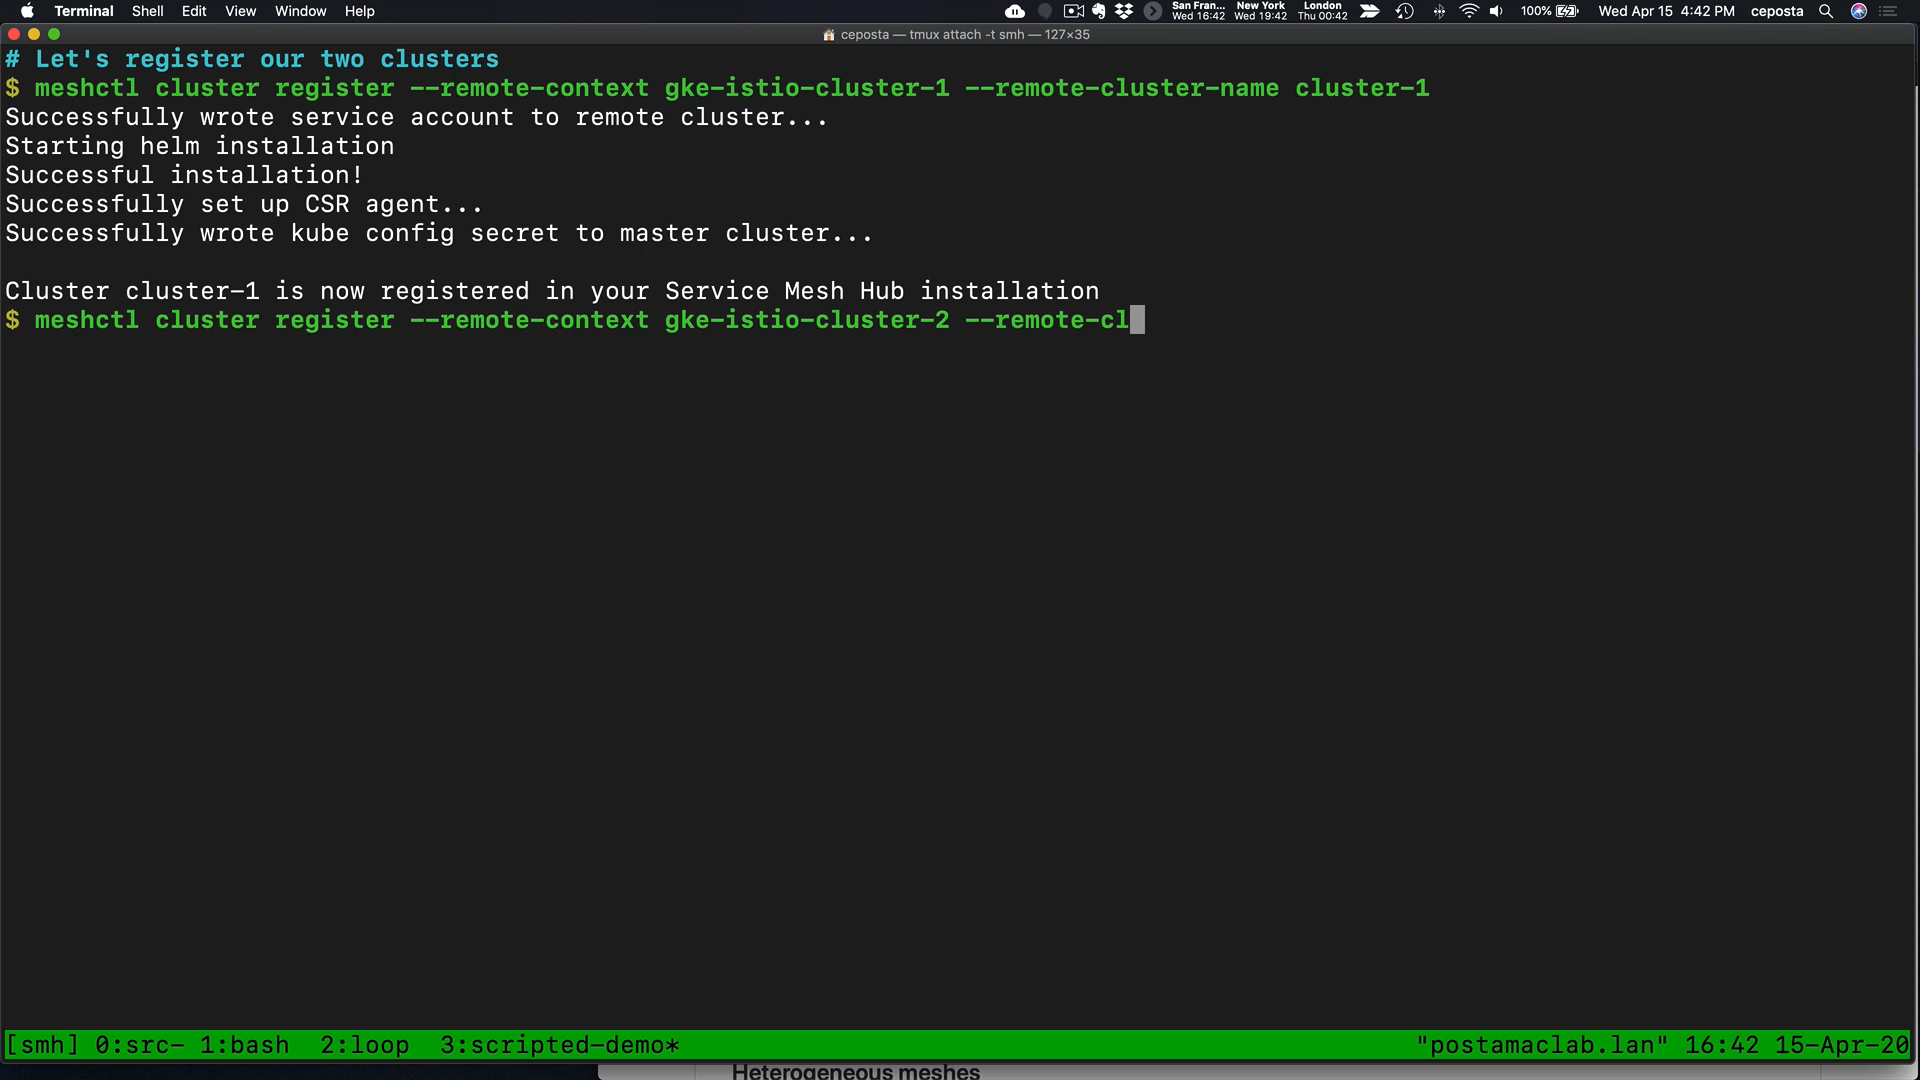 Terminal Shell Edit View Window Help San Fran... Wed 16:42 New York Wed 19:42 London Thu 00:42 100% Wed Apr 15 4:42 PM ceposta
ceposta — tmux attach -t smh — 127×35
# Let's register our two clusters
$ meshctl cluster register --remote-context gke-istio-cluster-1 --remote-cluster-name cluster-1
Successfully wrote service account to remote cluster...
Starting helm installation
Successful installation!
Successfully set up CSR agent...
Successfully wrote kube config secret to master cluster...
Cluster cluster-1 is now registered in your Service Mesh Hub installation
$ meshctl cluster register --remote-context gke-istio-cluster-2 --remote-cl
[smh] 0:src- 1:bash 2:loop 3:scripted-demo* "postamaclab.lan" 16:42 15-Apr-20
Heterogeneous meshes